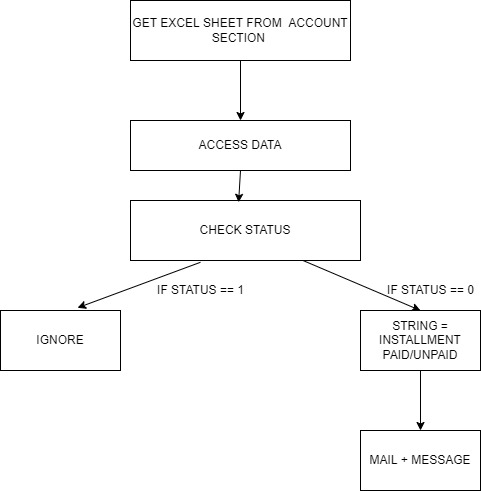 GET EXCEL SHEET FROM ACCOUNT
SECTION
ACCESS DATA
CHECK STATUS
IF STATUS == 1
IF STATUS == 0
IGNORE
STRING =
INSTALLMENT
PAID/UNPAID
MAIL + MESSAGE